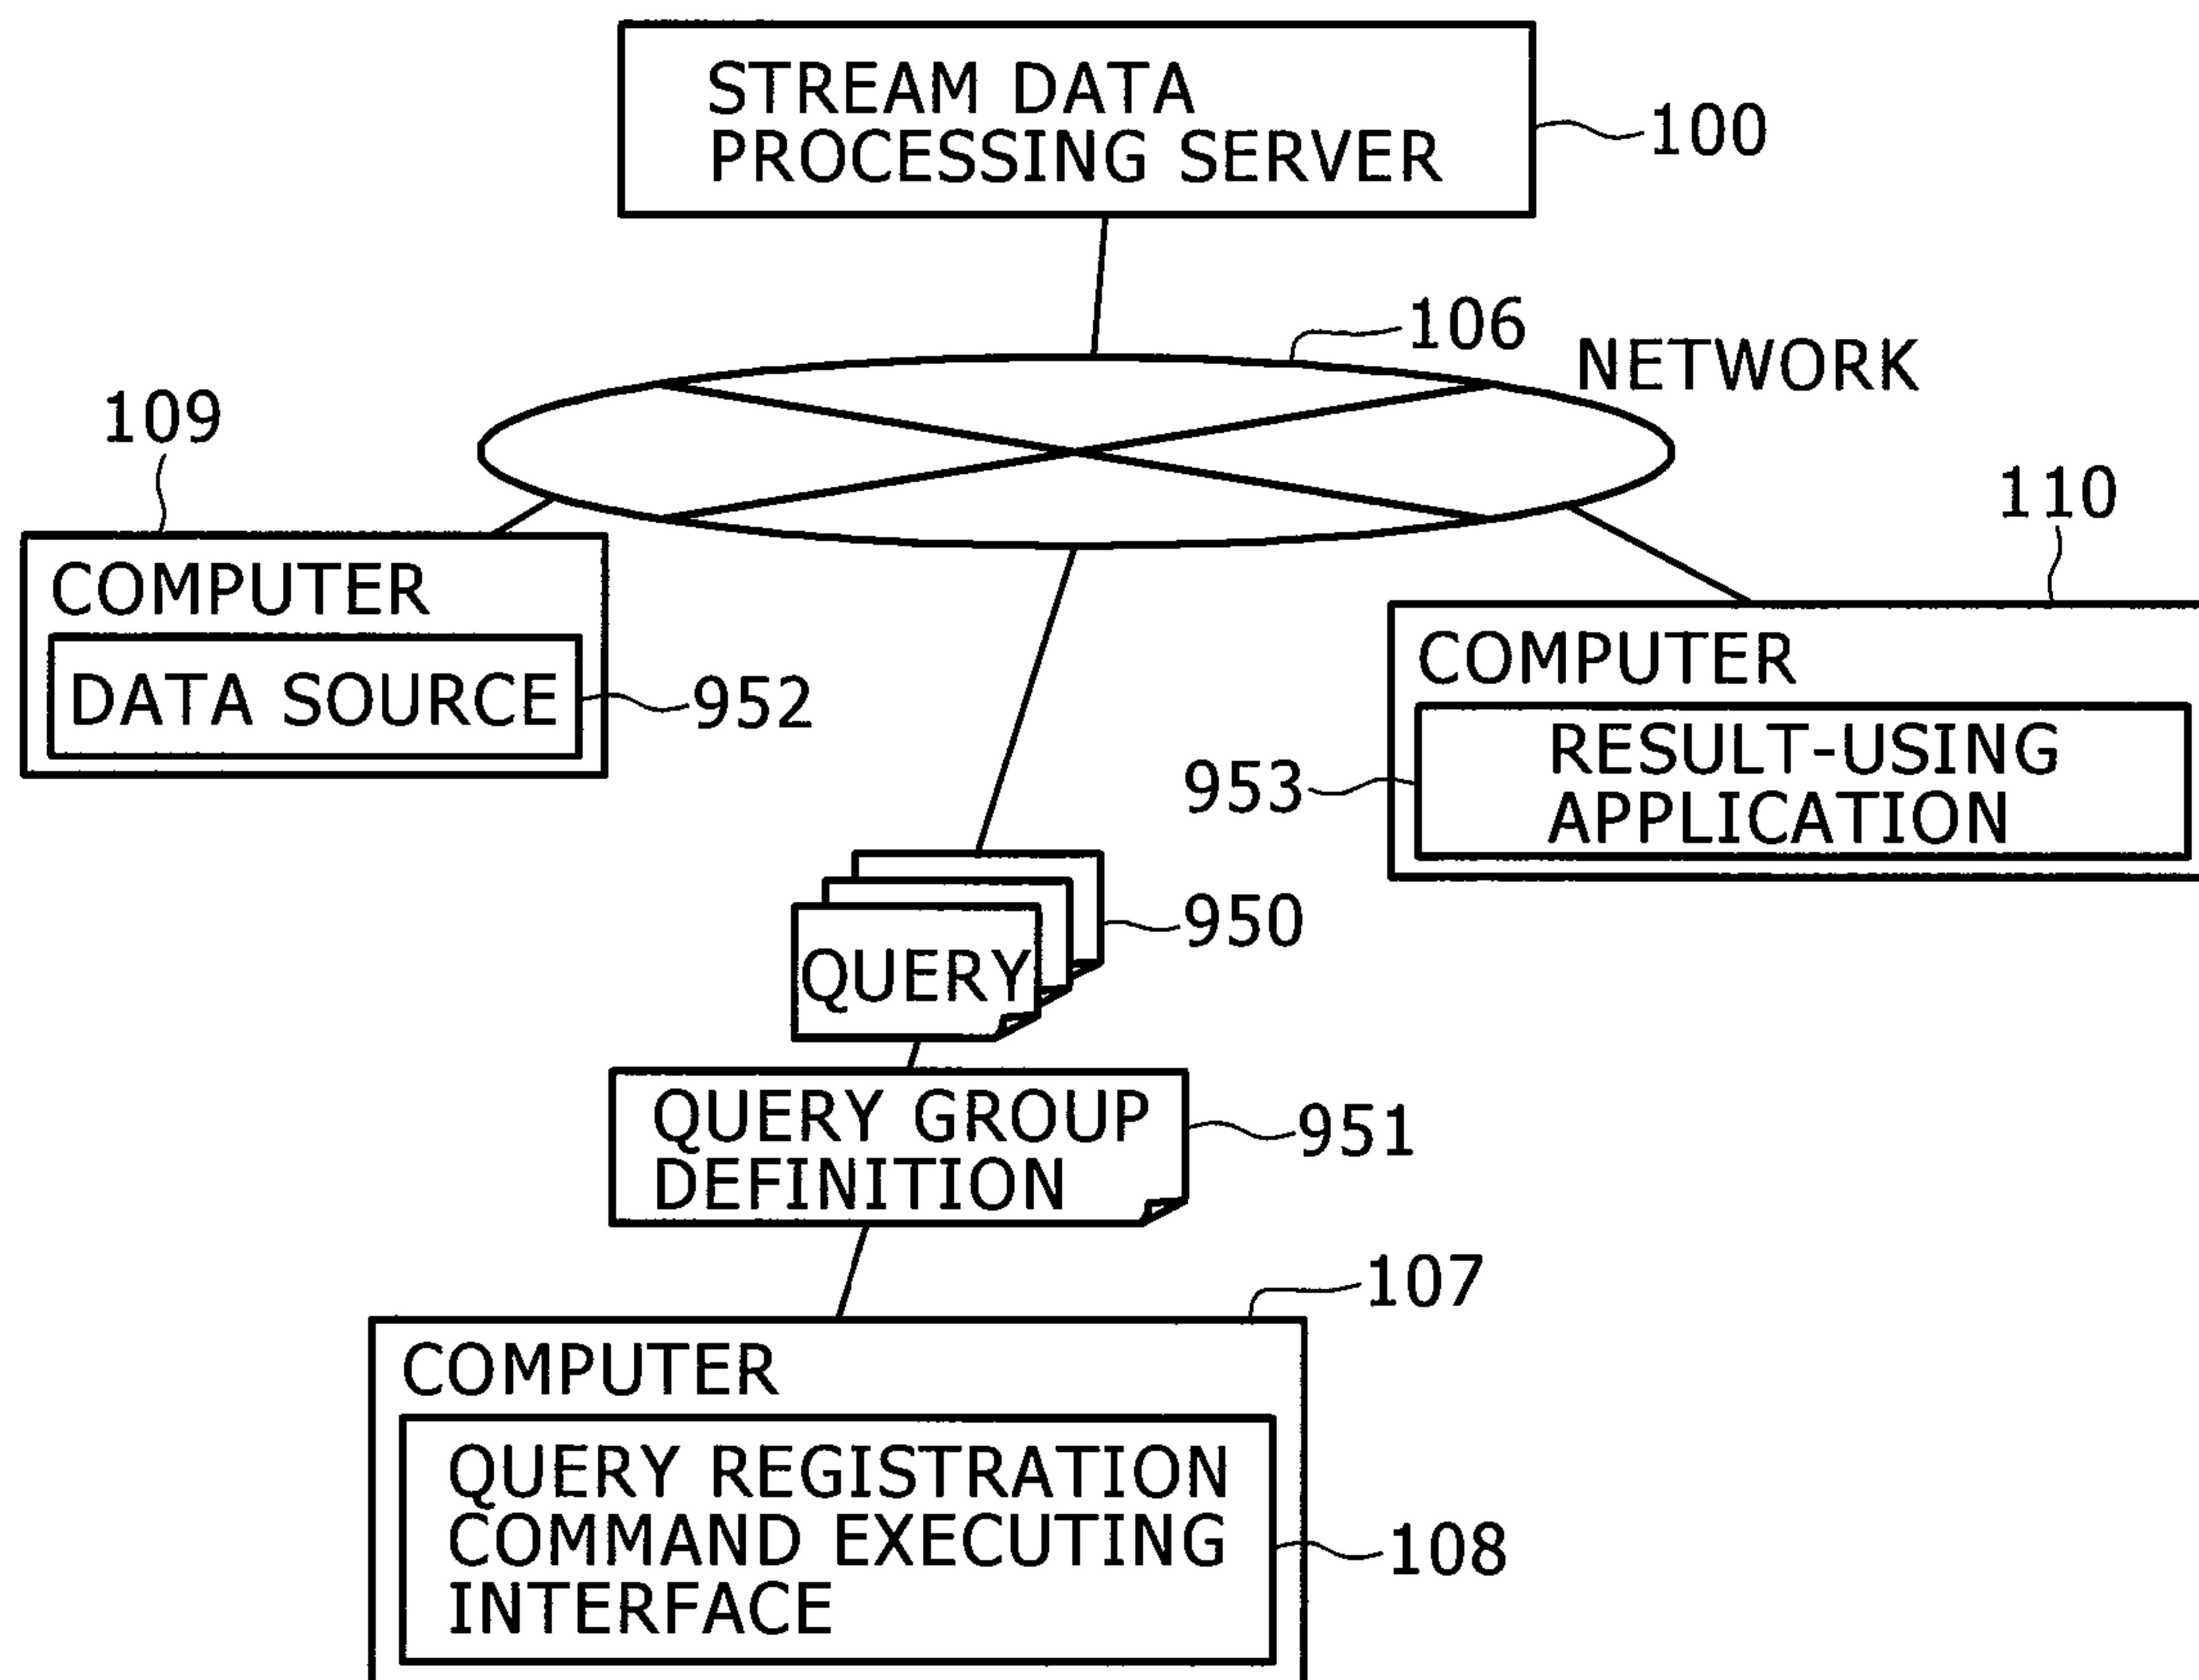 STREAM DATA
PROCESSING SERVER
100
106
NETWORK
109
COMPUTER
DATA SOURCE
952
110
COMPUTER
RESULT-USING
APPLICATION
953
QUERY
950
QUERY GROUP
DEFINITION
951
107
COMPUTER
QUERY REGISTRATION
COMMAND EXECUTING
INTERFACE
108